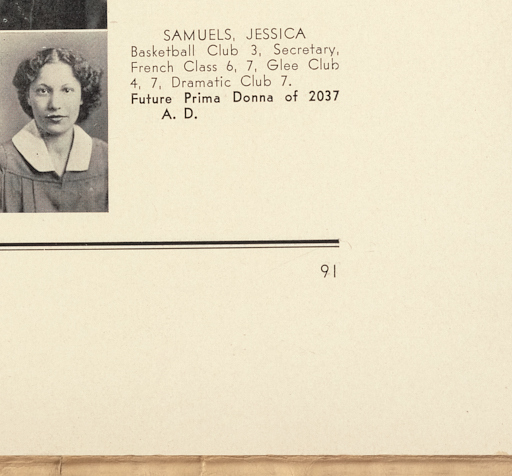 SAMUELS, JESSICA
Basketball Club 3, Secretary,
French Class 6, 7, Glee Club
4, 7, Dramatic Club 7.
Future Prima Donna of 2037
A. D.
91